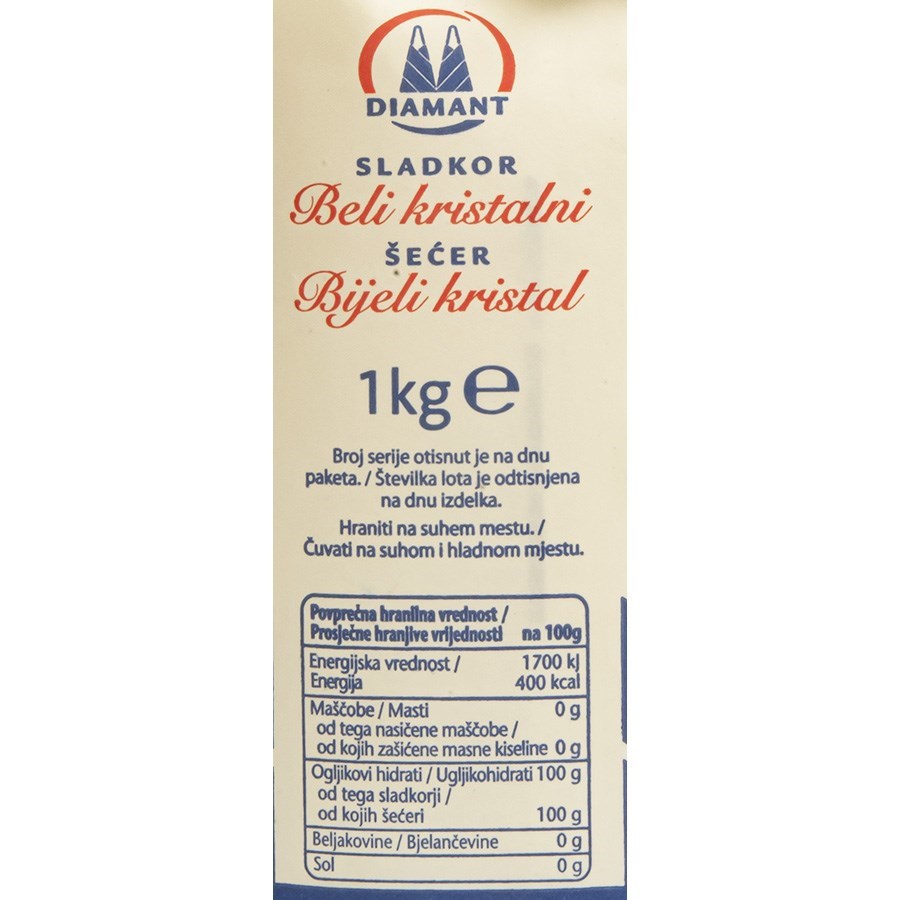 DIAMANT
SLADKOR
Beli kristalni
ŠEĆER
Bijeli kristal
1kg e
Broj serije otisnut je na dnu
paketa. / Številka lota je odtisnjena
na dnu izdelka.
Hraniti na suhem mestu. /
Čuvati na suhom i hladnom mjestu.
Povprečna hranilna vrednost /
Prosječne hranjive vrijednosti na 100g
Energijska vrednost / 1700 kJ
Energija 400 kcal
Maščobe / Masti 0 g
od tega nasičene maščobe /
od kojih zašićene masne kiseline 0 g
Ogljikovi hidrati / Ugljikohidrati 100 g
od tega sladkorji /
od kojih šećeri 100 g
Beljakovine / Bjelančevine 0 g
Sol 0 g